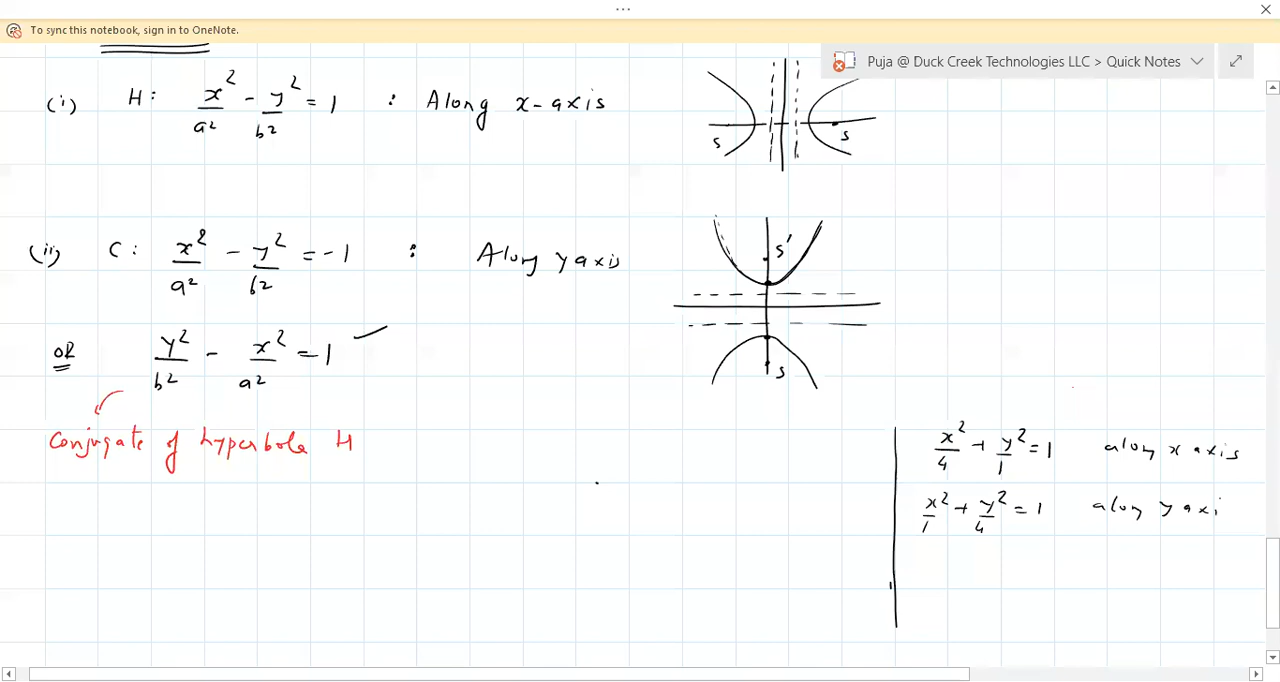 To sync this notebook, sign in to OneNote.
Puja @ Duck Creek Technologies LLC > Quick Notes
(i) H: x²/a² - y²/b² = 1 : Along x-axis
S S
(ii) C: x²/a² - y²/b² = -1 : Along y axis
S'
OR y²/b² - x²/a² = 1
S
Conjugate of hyperbola H
x²/4 + y²/1 = 1 along x axis
x²/1 + y²/4 = 1 along y axi